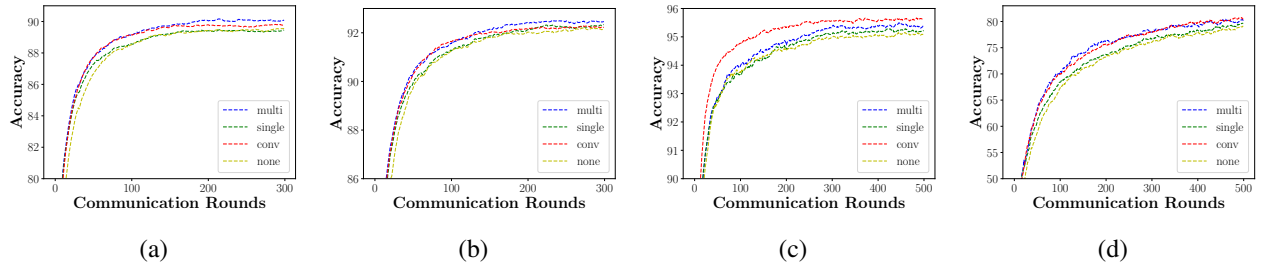 Accuracy
90
88
86
84
82
80
0
100
200
300
multi
single
conv
none
Communication Rounds
(a)
Accuracy
92
90
88
86
0
100
200
300
multi
single
conv
none
Communication Rounds
(b)
Accuracy
96
95
94
93
92
91
90
0
100
200
300
400
500
multi
single
conv
none
Communication Rounds
(c)
Accuracy
80
75
70
65
60
55
50
0
100
200
300
400
500
multi
single
conv
none
Communication Rounds
(d)